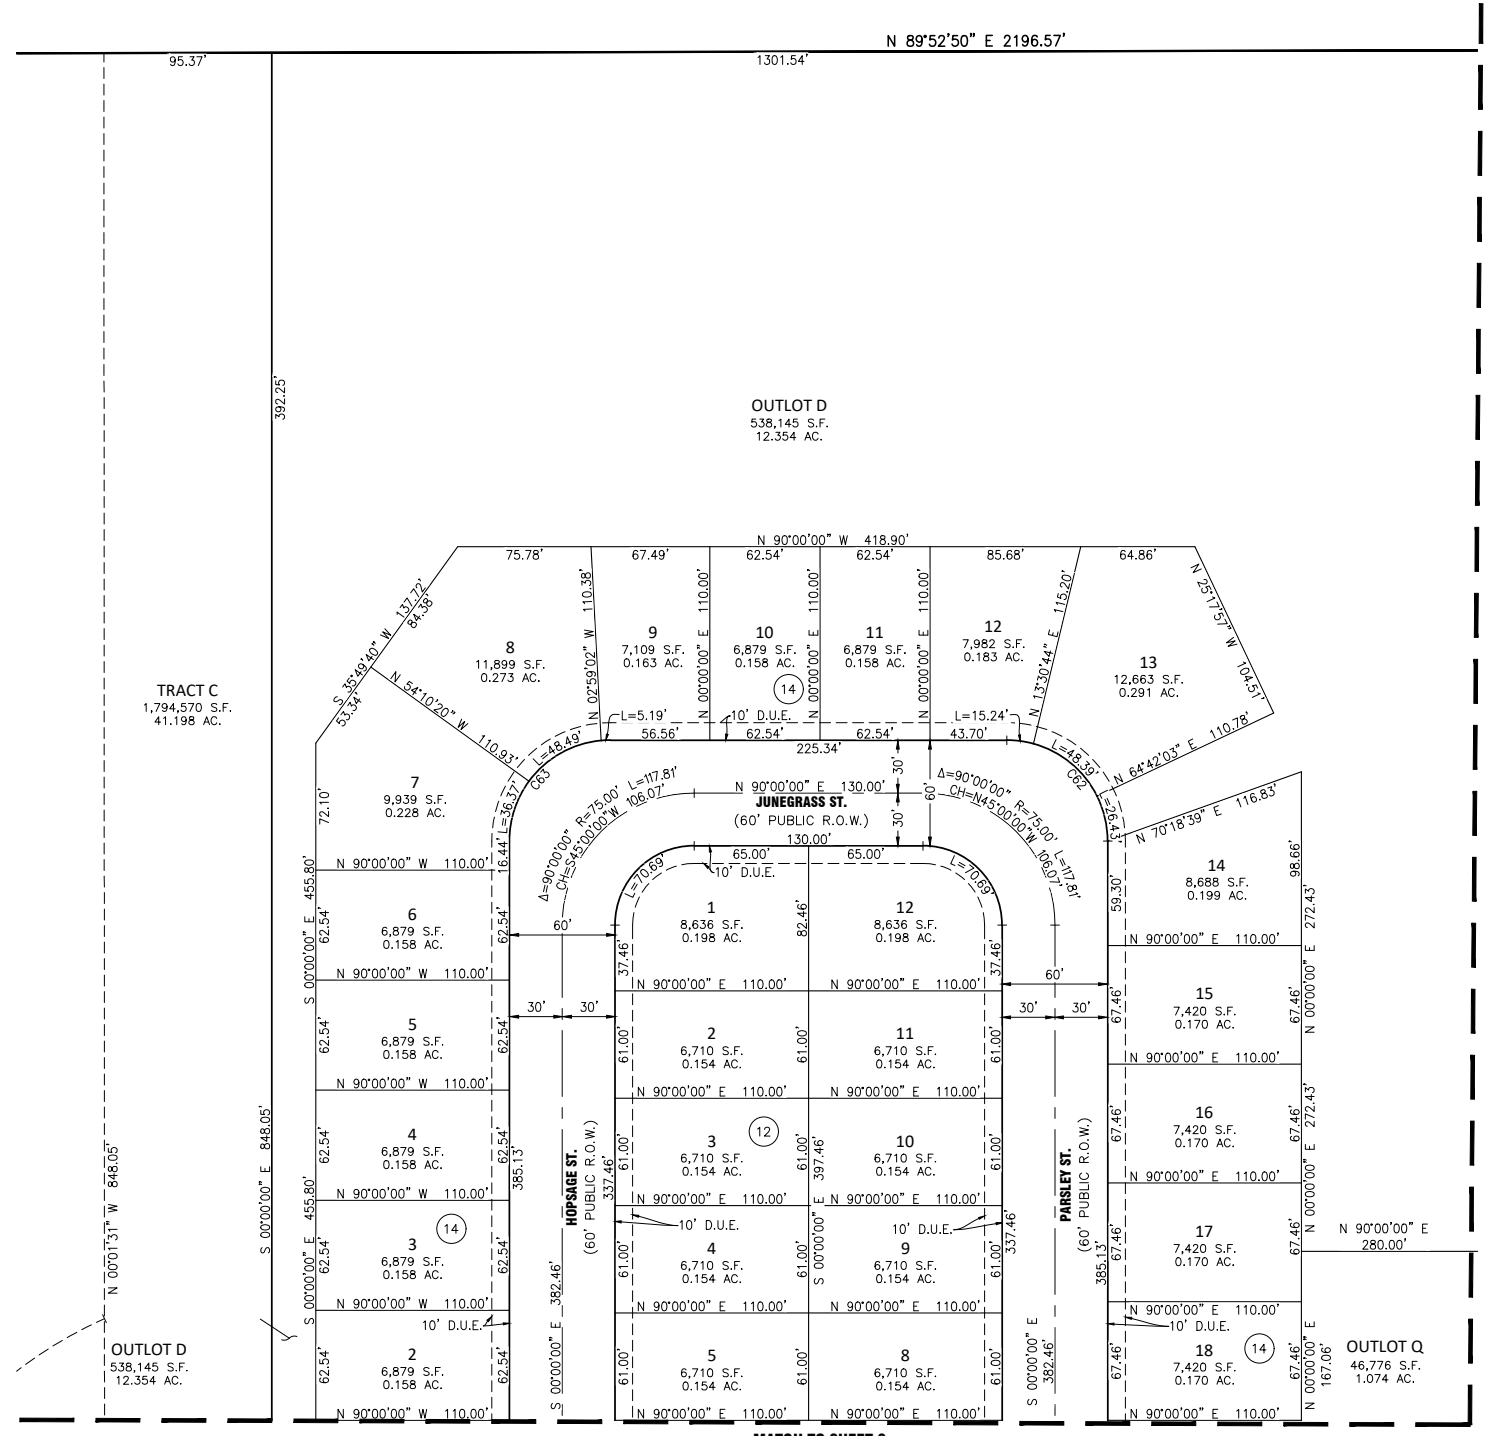 N 89°52'50" E 2196.57'
95.37'
1301.54'
392.25'
OUTLOT D
538,145 S.F.
12.354 AC.
TRACT C
1,794,570 S.F.
41.198 AC.
N 90°00'00" W 418.90'
75.78'
67.49'
62.54'
62.54'
85.68'
64.86'
S 35°49'40" W 137.72'
84.38'
53.34'
N 54°10'20" W 110.93'
N 02°59'02" W 110.38'
N 00°00'00" E 110.00'
N 00°00'00" E 110.00'
N 00°00'00" E 110.00'
N 13°30'44" E 115.20'
N 25°17'57" W 104.51'
N 64°42'03" E 110.78'
N 70°18'39" E 116.83'
8
11,899 S.F.
0.273 AC.
9
7,109 S.F.
0.163 AC.
10
6,879 S.F.
0.158 AC.
11
6,879 S.F.
0.158 AC.
12
7,982 S.F.
0.183 AC.
13
12,663 S.F.
0.291 AC.
14
L=5.19'
10' D.U.E.
L=15.24'
56.56'
62.54'
62.54'
43.70'
225.34'
L=48.49'
C63
L=36.37'
16.44'
L=48.39'
C62
L=26.43'
59.30'
Δ=90°00'00" R=75.00' L=117.81'
CH=S45°00'00"W 106.07'
N 90°00'00" E 130.00'
JUNEGRASS ST.
(60' PUBLIC R.O.W.)
30'
30'
60'
Δ=90°00'00" R=75.00' L=117.81'
CH=N45°00'00"W 106.07'
130.00'
65.00'
65.00'
10' D.U.E.
L=70.69'
L=70.69'
7
9,939 S.F.
0.228 AC.
72.10'
N 90°00'00" W 110.00'
S 00°00'00" E 455.80'
6
6,879 S.F.
0.158 AC.
62.54'
62.54'
N 90°00'00" W 110.00'
5
6,879 S.F.
0.158 AC.
62.54'
62.54'
N 90°00'00" W 110.00'
4
6,879 S.F.
0.158 AC.
62.54'
62.54'
385.13'
N 90°00'00" W 110.00'
14
S 00°00'00" E 455.80'
3
6,879 S.F.
0.158 AC.
62.54'
62.54'
N 90°00'00" W 110.00'
10' D.U.E.
2
6,879 S.F.
0.158 AC.
62.54'
62.54'
N 90°00'00" W 110.00'
N 00°01'31" W 848.05'
S 00°00'00" E 848.05'
OUTLOT D
538,145 S.F.
12.354 AC.
60'
30'
30'
HOPSAGE ST.
(60' PUBLIC R.O.W.)
S 00°00'00" E 382.46'
337.46'
1
8,636 S.F.
0.198 AC.
82.46'
12
8,636 S.F.
0.198 AC.
37.46'
37.46'
N 90°00'00" E 110.00'
N 90°00'00" E 110.00'
2
6,710 S.F.
0.154 AC.
11
6,710 S.F.
0.154 AC.
61.00'
61.00'
61.00'
N 90°00'00" E 110.00'
N 90°00'00" E 110.00'
12
3
6,710 S.F.
0.154 AC.
10
6,710 S.F.
0.154 AC.
61.00'
61.00'
61.00'
S 00°00'00" E 397.46'
N 90°00'00" E 110.00'
N 90°00'00" E 110.00'
10' D.U.E.
10' D.U.E.
4
6,710 S.F.
0.154 AC.
9
6,710 S.F.
0.154 AC.
61.00'
61.00'
61.00'
N 90°00'00" E 110.00'
N 90°00'00" E 110.00'
5
6,710 S.F.
0.154 AC.
8
6,710 S.F.
0.154 AC.
61.00'
61.00'
61.00'
N 90°00'00" E 110.00'
N 90°00'00" E 110.00'
60'
30'
30'
PARSLEY ST.
(60' PUBLIC R.O.W.)
337.46'
385.13'
S 00°00'00" E
382.46'
14
8,688 S.F.
0.199 AC.
98.66'
N 00°00'00" E 272.43'
N 90°00'00" E 110.00'
15
7,420 S.F.
0.170 AC.
67.46'
67.46'
N 90°00'00" E 110.00'
16
7,420 S.F.
0.170 AC.
67.46'
67.46'
N 00°00'00" E 272.43'
N 90°00'00" E 110.00'
17
7,420 S.F.
0.170 AC.
67.46'
67.46'
N 90°00'00" E
280.00'
N 90°00'00" E 110.00'
10' D.U.E.
18
7,420 S.F.
0.170 AC.
14
67.46'
67.46'
N 00°00'00" E
167.06'
N 90°00'00" E 110.00'
OUTLOT Q
46,776 S.F.
1.074 AC.
MATCH TO SHEET